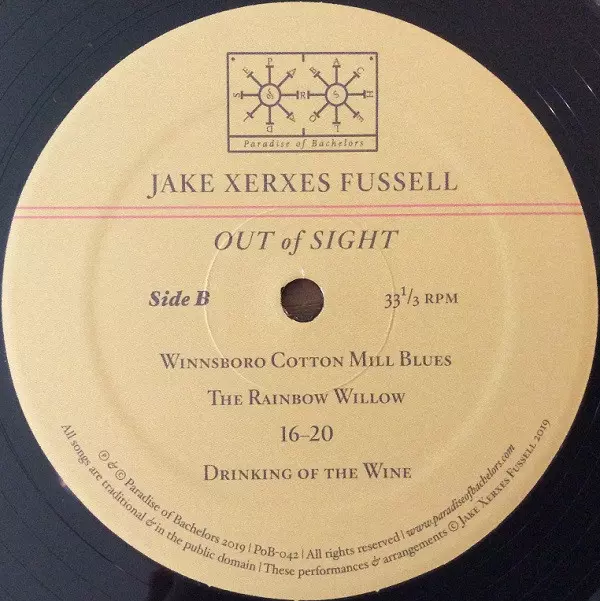 Paradise of Bachelors
JAKE XERXES FUSSELL
OUT of SIGHT
Side B
33 1/3 RPM
WINNSBORO COTTON MILL BLUES
THE RAINBOW WILLOW
16–20
DRINKING OF THE WINE
℗ & © Paradise of Bachelors 2019 | PoB-042 | All rights reserved | www.paradiseofbachelors.com
All songs are traditional & in the public domain | These performances & arrangements © JAKE XERXES FUSSELL 2019